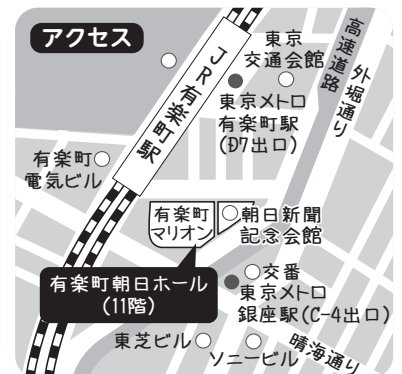 アクセス
JR有楽町駅
東京
交通会館
高速道路
外堀通り
東京メトロ
有楽町駅
(D7出口)
有楽町
電気ビル
有楽町
マリオン
朝日新聞
記念会館
有楽町朝日ホール
(11階)
交番
東京メトロ
銀座駅(C-4出口)
東芝ビル
ソニービル
晴海通り